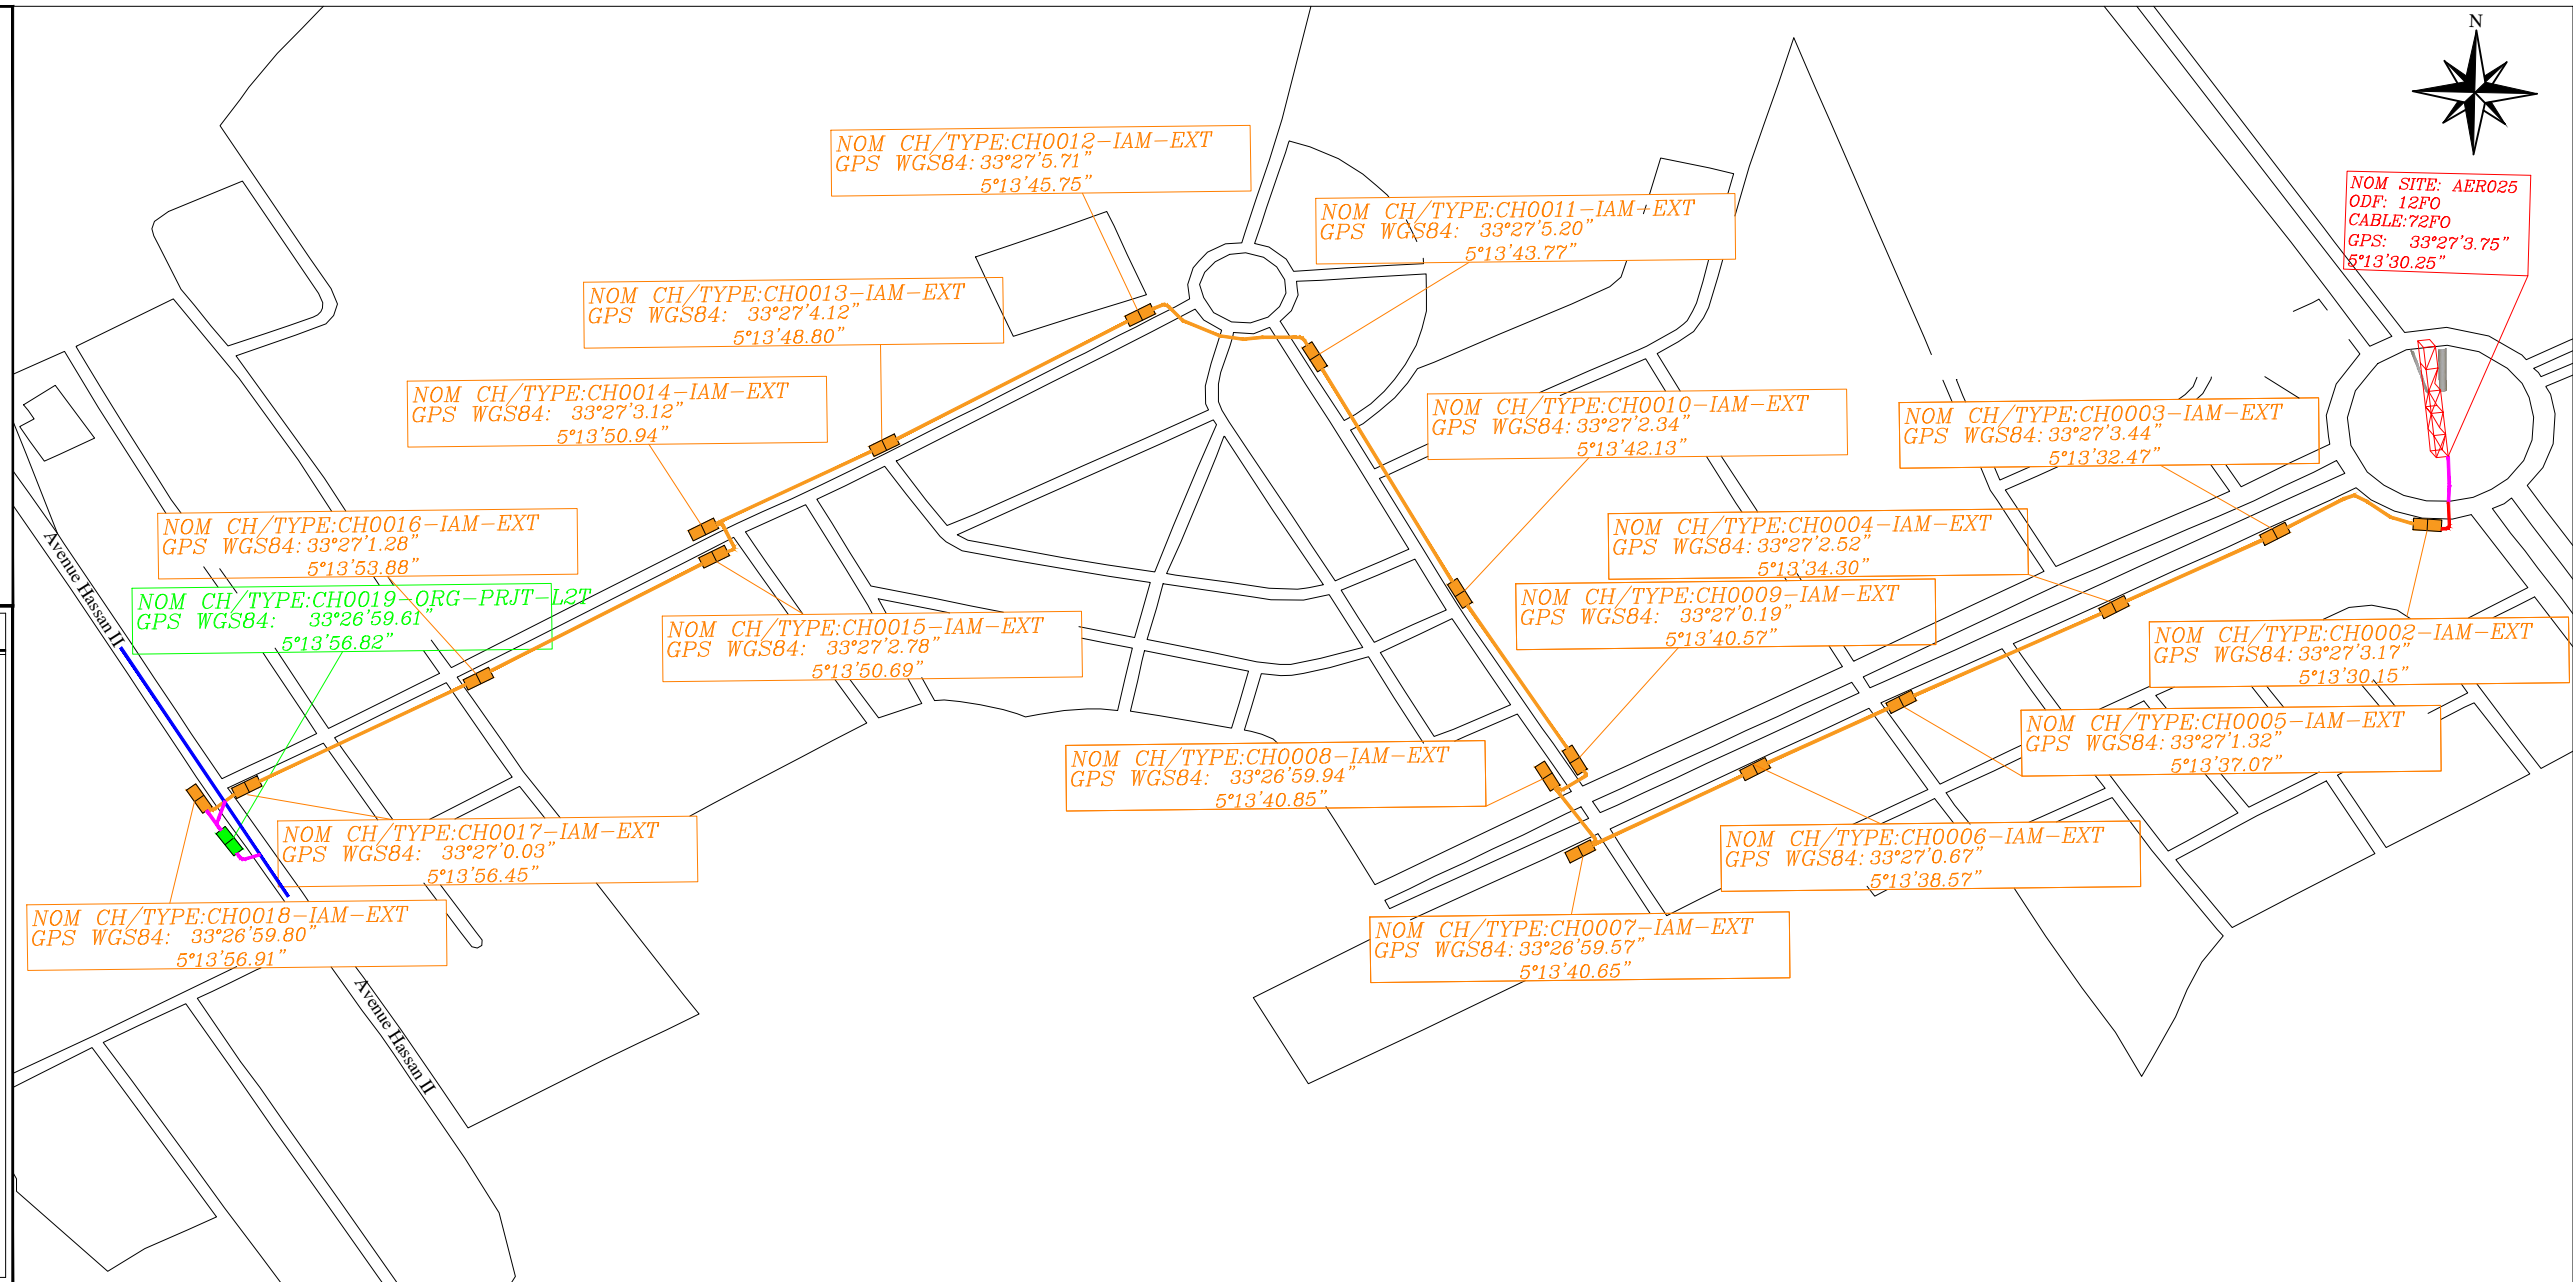 N
NOM CH/TYPE:CH0012-IAM-EXT
GPS WGS84: 33°27'5.71"
5°13'45.75"
NOM SITE: AER025
ODF: 12FO
CABLE:72FO
GPS: 33°27'3.75"
5°13'30.25"
NOM CH/TYPE:CH0011-IAM-EXT
GPS WGS84: 33°27'5.20"
5°13'43.77"
NOM CH/TYPE:CH0013-IAM-EXT
GPS WGS84: 33°27'4.12"
5°13'48.80"
NOM CH/TYPE:CH0014-IAM-EXT
GPS WGS84: 33°27'3.12"
5°13'50.94"
NOM CH/TYPE:CH0010-IAM-EXT
GPS WGS84: 33°27'2.34"
5°13'42.13"
NOM CH/TYPE:CH0003-IAM-EXT
GPS WGS84: 33°27'3.44"
5°13'32.47"
NOM CH/TYPE:CH0016-IAM-EXT
GPS WGS84: 33°27'1.28"
5°13'53.88"
NOM CH/TYPE:CH0004-IAM-EXT
GPS WGS84: 33°27'2.52"
5°13'34.30"
Avenue Hassan II
NOM CH/TYPE:CH0019-ORG-PRJT-L2T
GPS WGS84: 33°26'59.61"
5°13'56.82"
NOM CH/TYPE:CH0009-IAM-EXT
GPS WGS84: 33°27'0.19"
5°13'40.57"
NOM CH/TYPE:CH0015-IAM-EXT
GPS WGS84: 33°27'2.78"
5°13'50.69"
NOM CH/TYPE:CH0002-IAM-EXT
GPS WGS84: 33°27'3.17"
5°13'30.15"
NOM CH/TYPE:CH0005-IAM-EXT
GPS WGS84: 33°27'1.32"
5°13'37.07"
NOM CH/TYPE:CH0008-IAM-EXT
GPS WGS84: 33°26'59.94"
5°13'40.85"
NOM CH/TYPE:CH0017-IAM-EXT
GPS WGS84: 33°27'0.03"
5°13'56.45"
NOM CH/TYPE:CH0006-IAM-EXT
GPS WGS84: 33°27'0.67"
5°13'38.57"
NOM CH/TYPE:CH0018-IAM-EXT
GPS WGS84: 33°26'59.80"
5°13'56.91"
NOM CH/TYPE:CH0007-IAM-EXT
GPS WGS84: 33°26'59.57"
5°13'40.65"
Avenue Hassan II